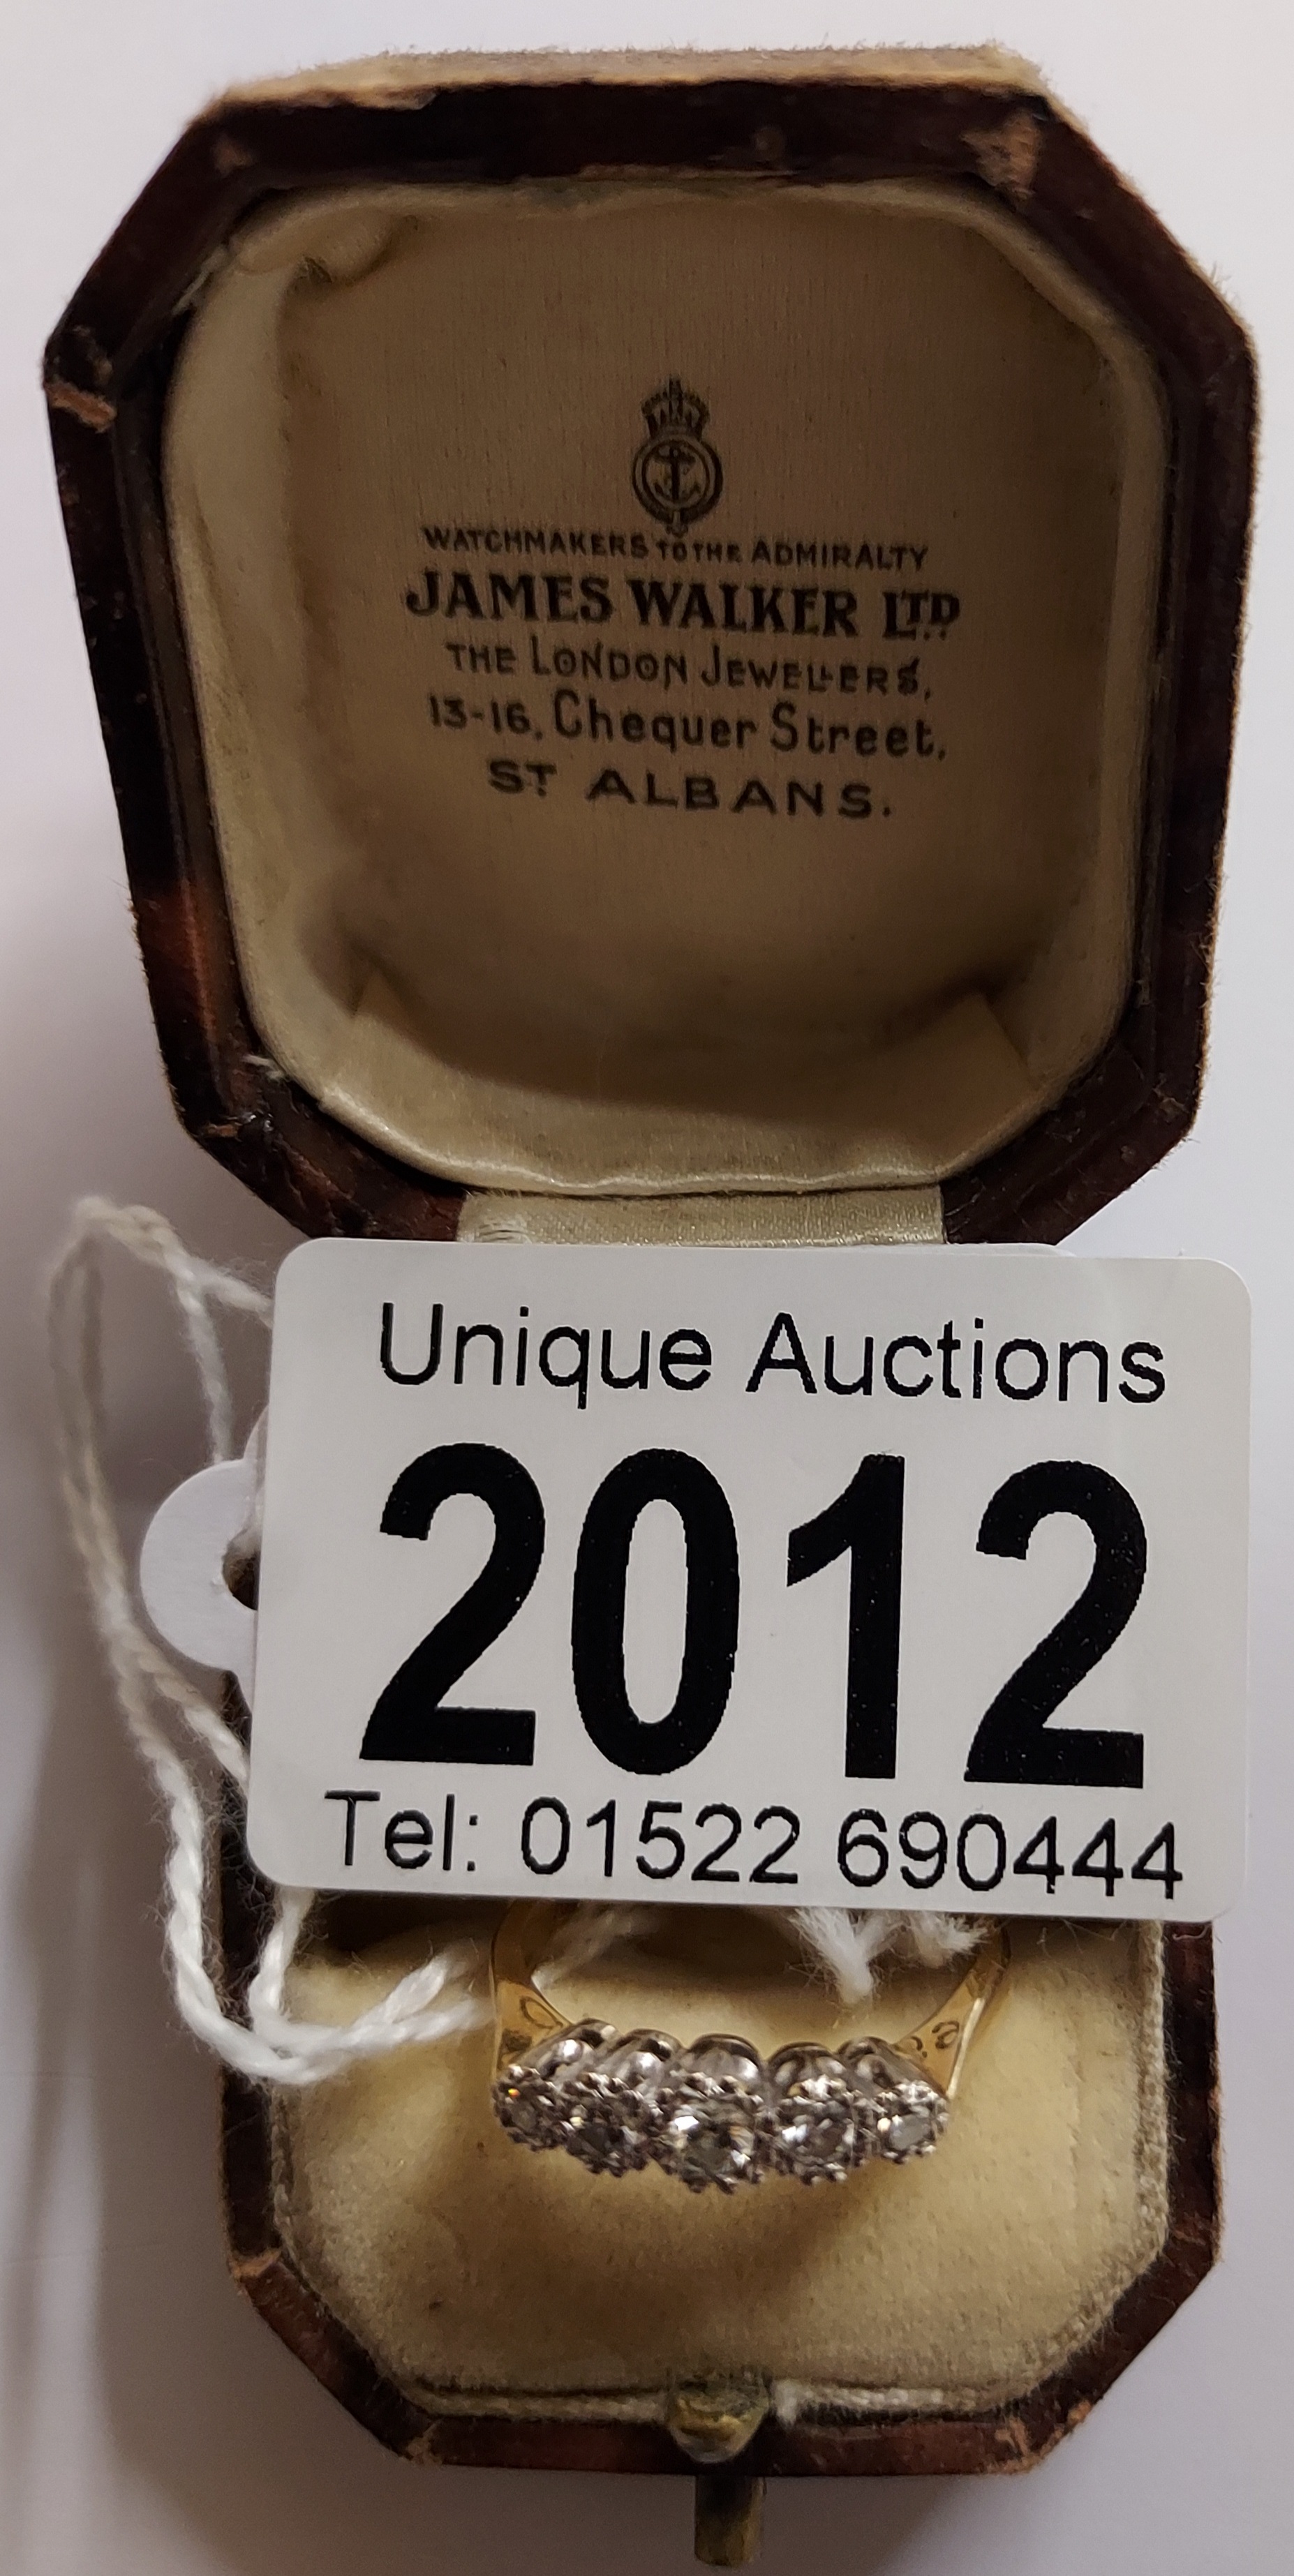 WATCHMAKERS TO THE ADMIRALTY
JAMES WALKER LTD
THE LONDON JEWELLERS,
13-16, Chequer Street,
ST ALBANS.
Unique Auctions
2012
Tel: 01522 690444